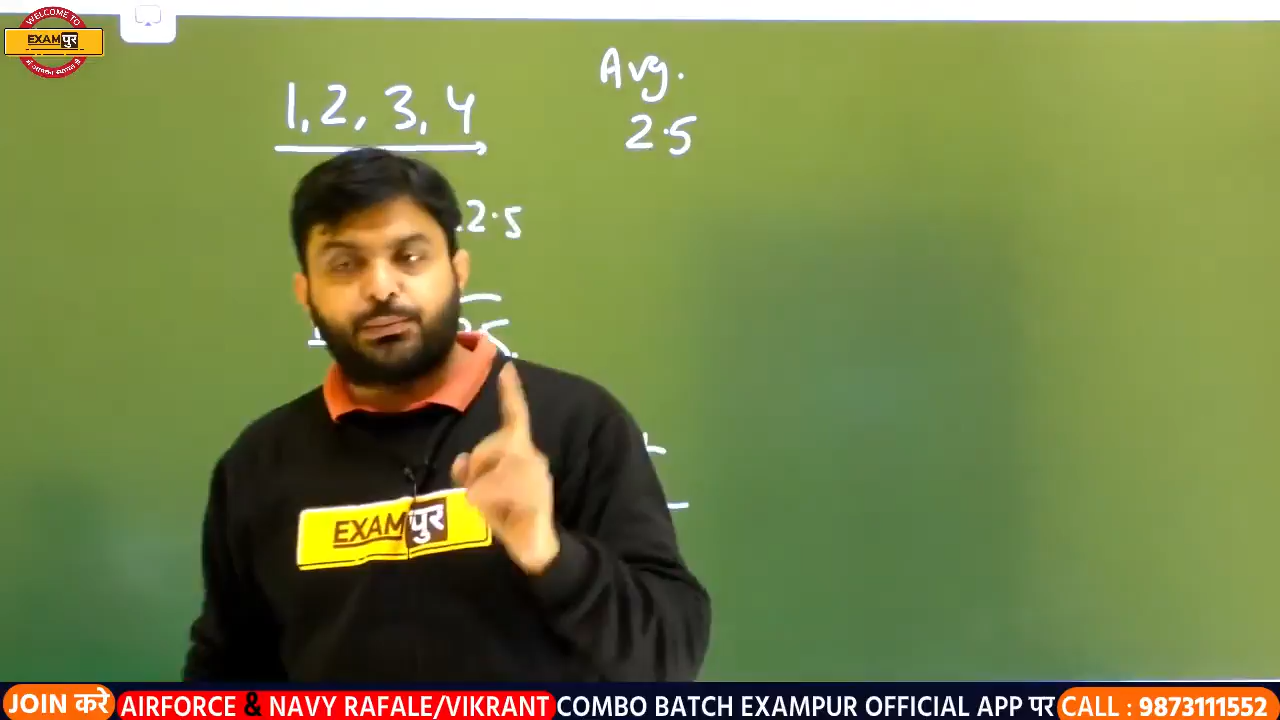 WELCOME TO
EXAMपुर
Avg.
1, 2, 3, 4
2.5
.2.5
EXAMपुर
JOIN करे AIRFORCE & NAVY RAFALE/VIKRANT COMBO BATCH EXAMPUR OFFICIAL APP पर CALL : 9873111552